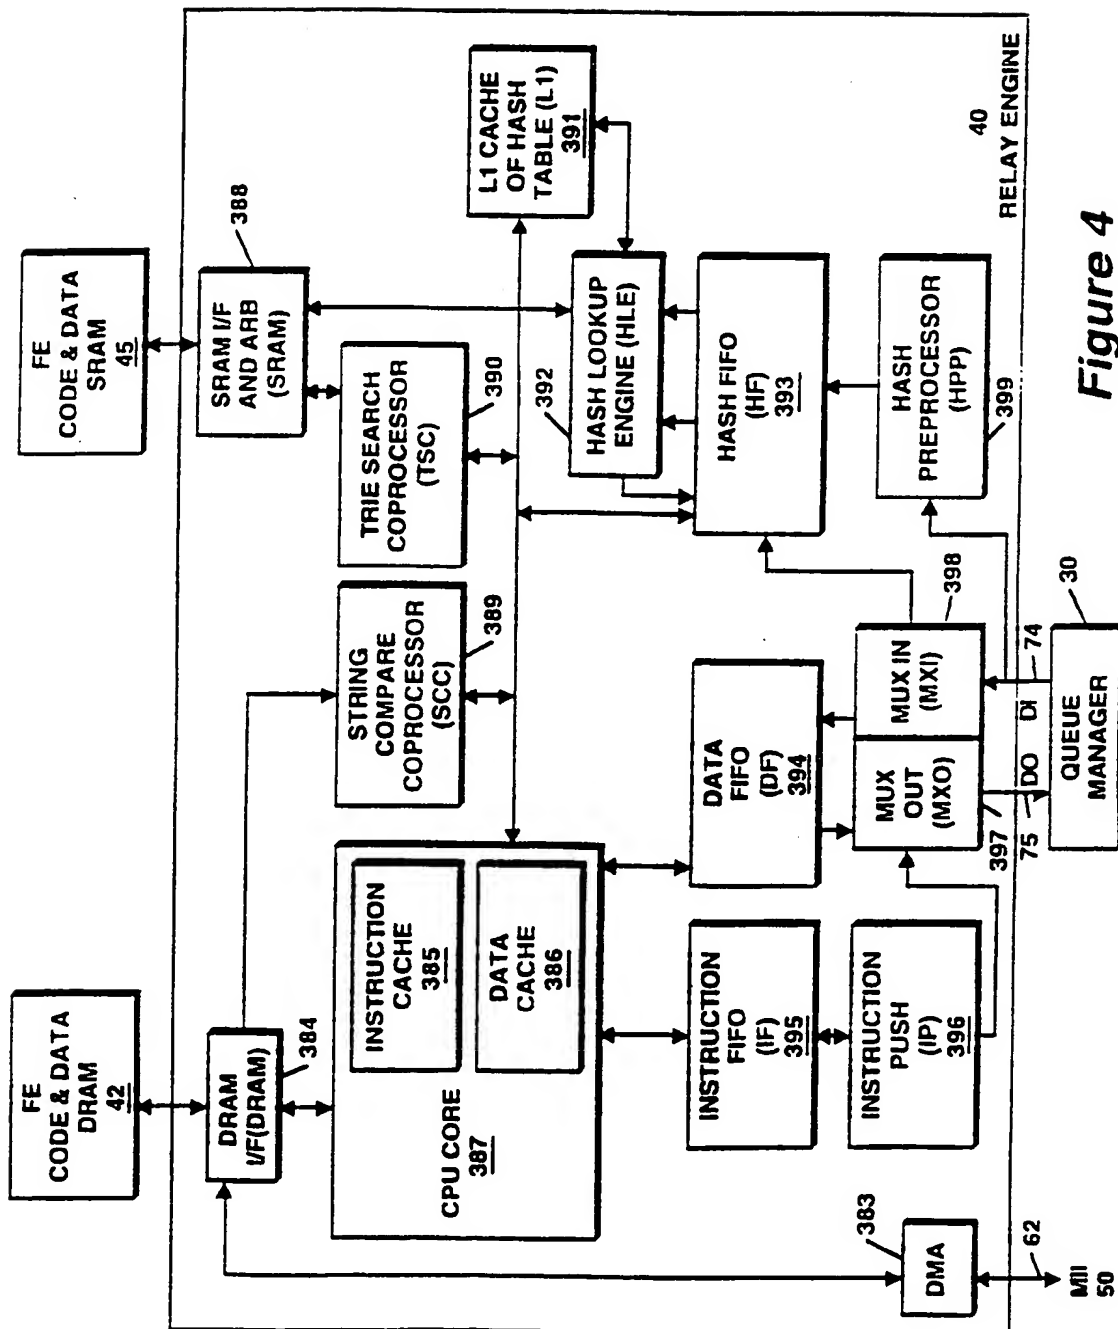 FE
CODE & DATA
DRAM
42
FE
CODE & DATA
SRAM
45
DRAM
I/F(DRAM)
384
SRAM I/F
AND ARB
(SRAM)
388
INSTRUCTION
CACHE
385
DATA
CACHE
386
CPU CORE
387
STRING
COMPARE
COPROCESSOR
(SCC)
389
TRIE SEARCH
COPROCESSOR
(TSC)
390
L1 CACHE
OF HASH
TABLE (L1)
391
392
HASH LOOKUP
ENGINE (HLE)
INSTRUCTION
FIFO
(IF)
395
DATA
FIFO
(DF)
394
HASH FIFO
(HF)
393
INSTRUCTION
PUSH
(IP)
396
MUX
OUT
(MXO)
397
MUX IN
(MXI)
398
HASH
PREPROCESSOR
(HPP)
399
DMA
383
40
RELAY ENGINE
62
MII
50
75
DO
DI
74
QUEUE
MANAGER
30
Figure 4